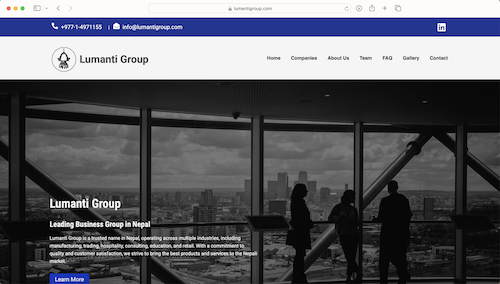 lumantigroup.com
+977-1-4971155 | info@lumantigroup.com
Lumanti Group
Home Companies About Us Team FAQ Gallery Contact
Lumanti Group
Leading Business Group in Nepal
Lumanti Group is a trusted name in Nepal, operating across multiple industries, including
manufacturing, trading, hospitality, consulting, education, and retail. With a commitment to
quality and customer satisfaction, we strive to bring the best products and services to the Nepali
market.
Learn More